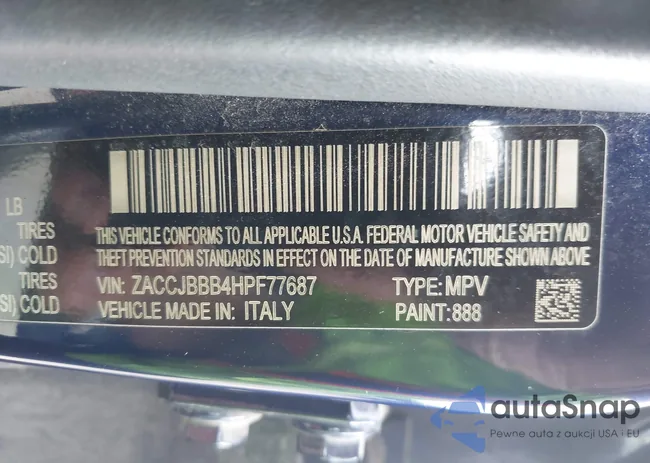 LB
TIRES
SI) COLD
TIRES
SI) COLD
THIS VEHICLE CONFORMS TO ALL APPLICABLE U.S.A. FEDERAL MOTOR VEHICLE SAFETY AND
THEFT PREVENTION STANDARDS IN EFFECT ON THE DATE OF MANUFACTURE SHOWN ABOVE.
VIN: ZACCJBBB4HPF77687 TYPE: MPV
VEHICLE MADE IN: ITALY PAINT: 888
autaSnap
Pewne auta z aukcji USA i EU